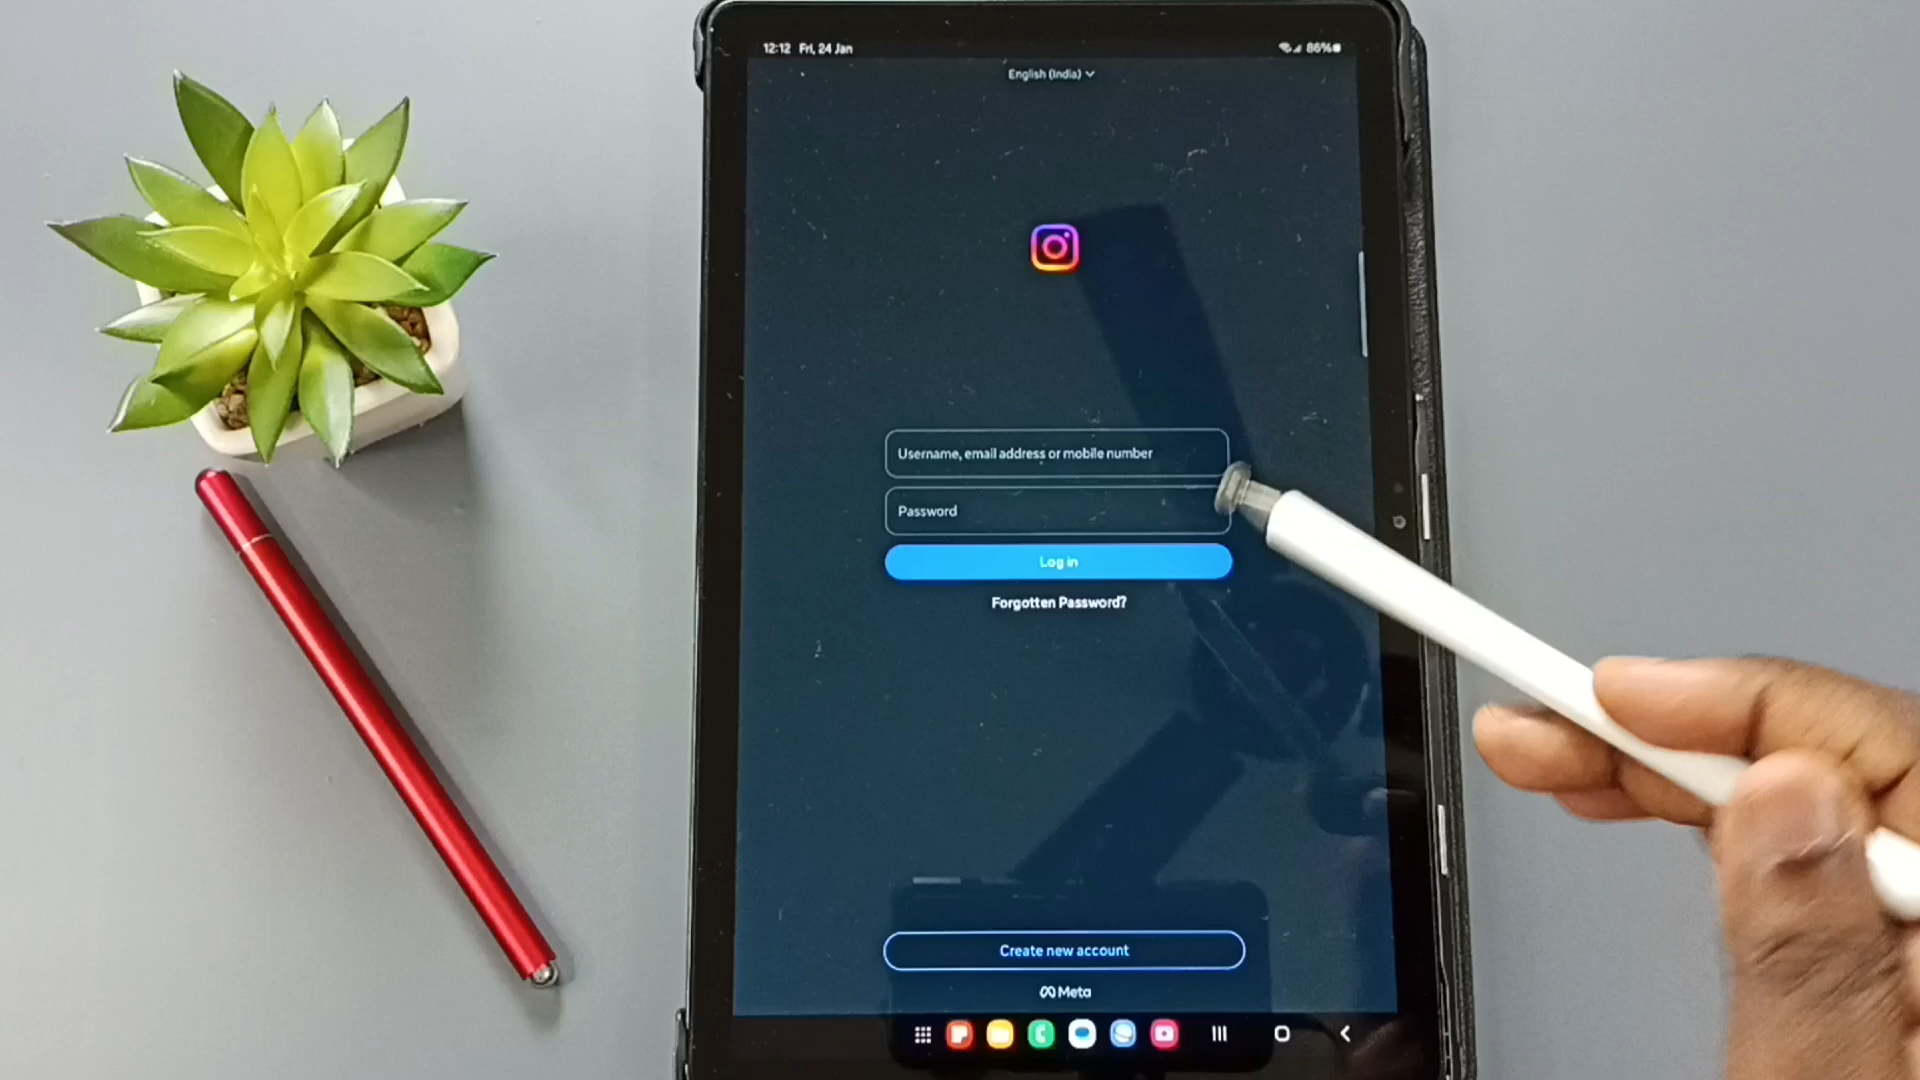 12:12 Fri, 24 Jan 86%
English (India)
Username, email address or mobile number
Password
Log in
Forgotten Password?
Create new account
Meta